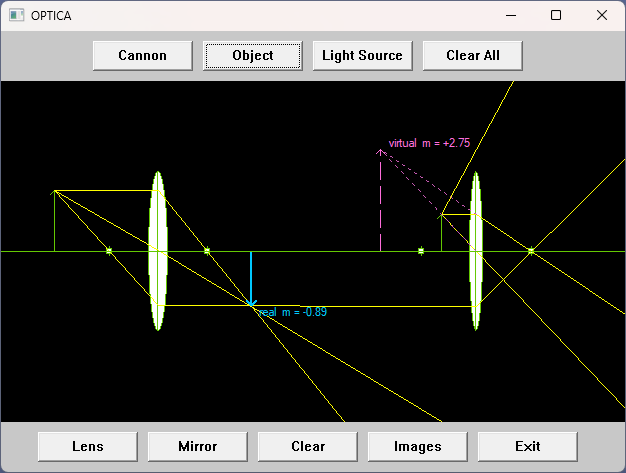 OPTICA
Cannon
Object
Light Source
Clear All
virtual m = +2.75
real m = -0.89
Lens
Mirror
Clear
Images
Exit